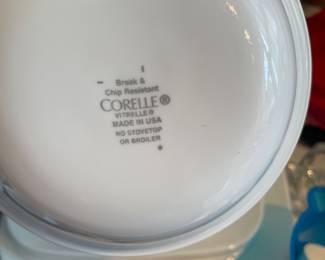 Break &
Chip Resistant
CORELLE®
VITRELLE®
MADE IN USA
NO STOVETOP
OR BROILER